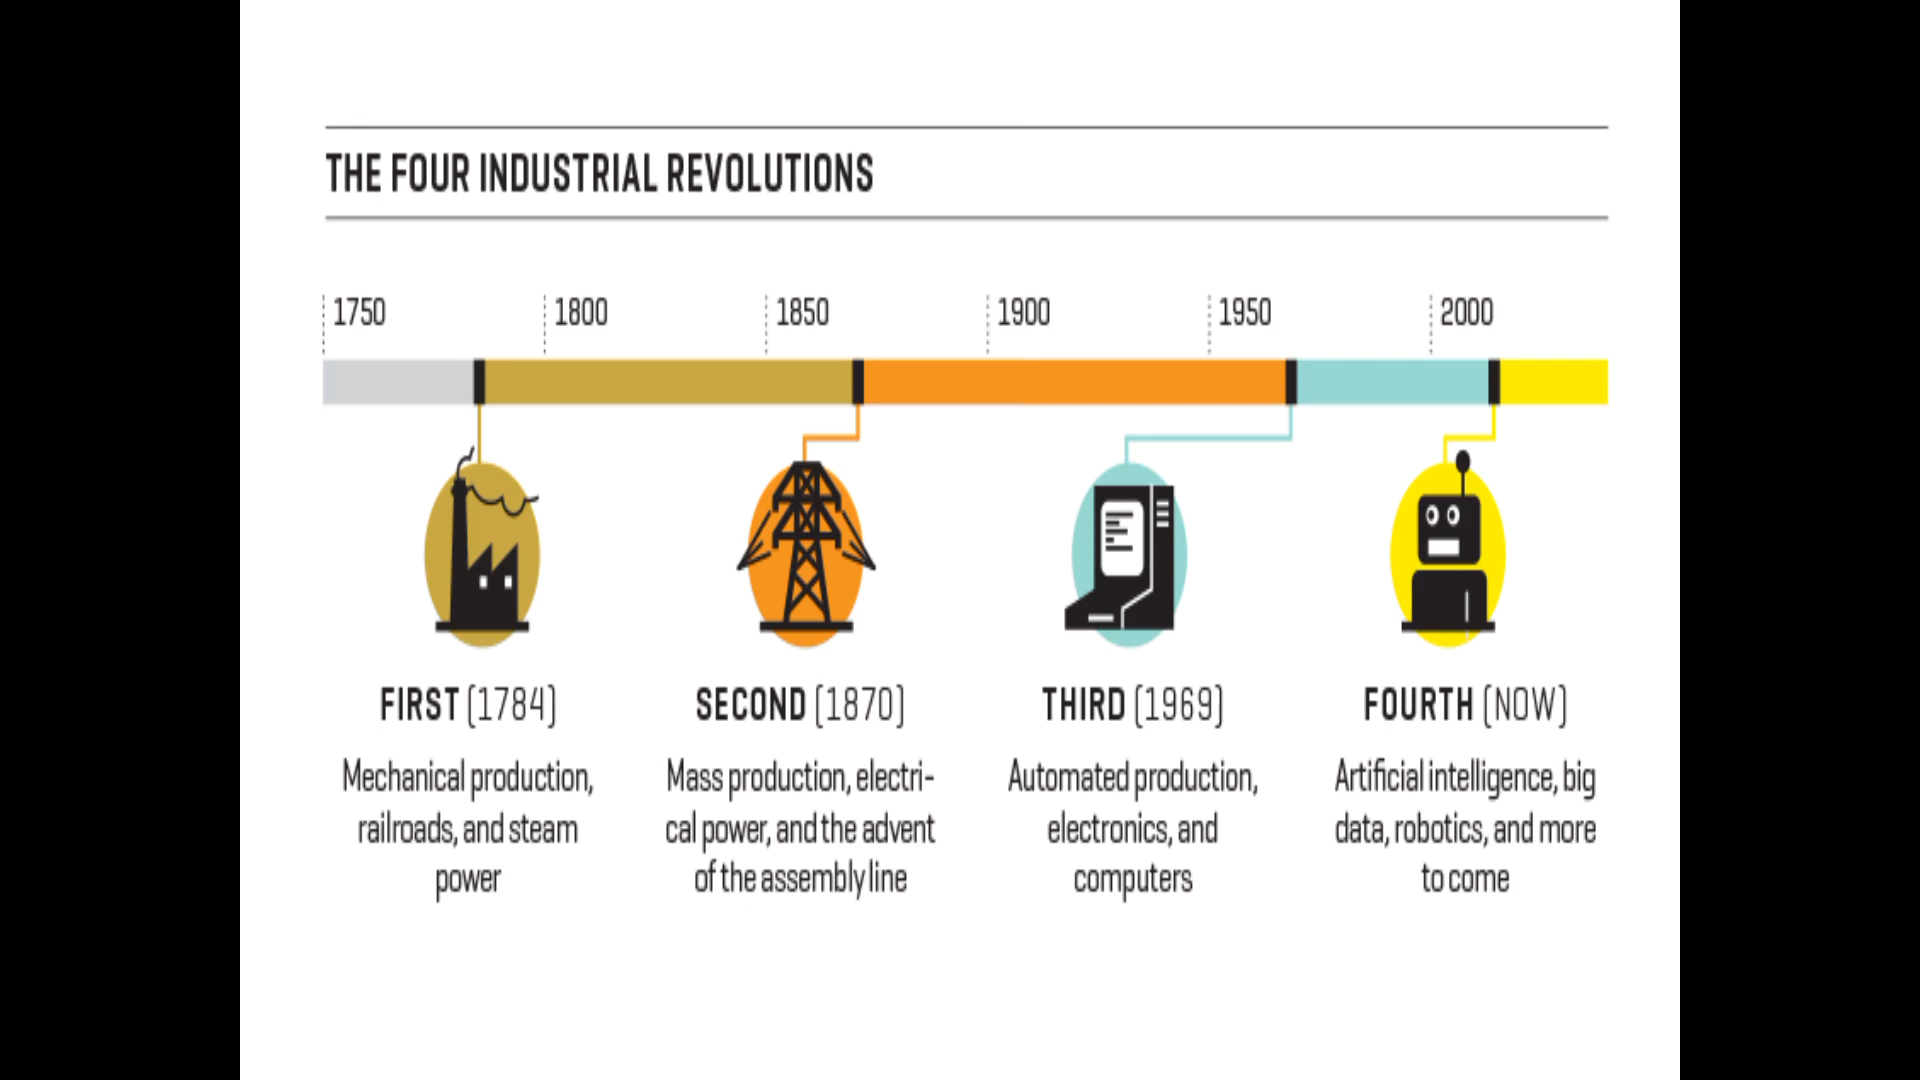 THE FOUR INDUSTRIAL REVOLUTIONS
1750 1800 1850 1900 1950 2000
FIRST (1784)
Mechanical production,
railroads, and steam
power
SECOND (1870)
Mass production, electri-
cal power, and the advent
of the assembly line
THIRD (1969)
Automated production,
electronics, and
computers
FOURTH (NOW)
Artificial intelligence, big
data, robotics, and more
to come